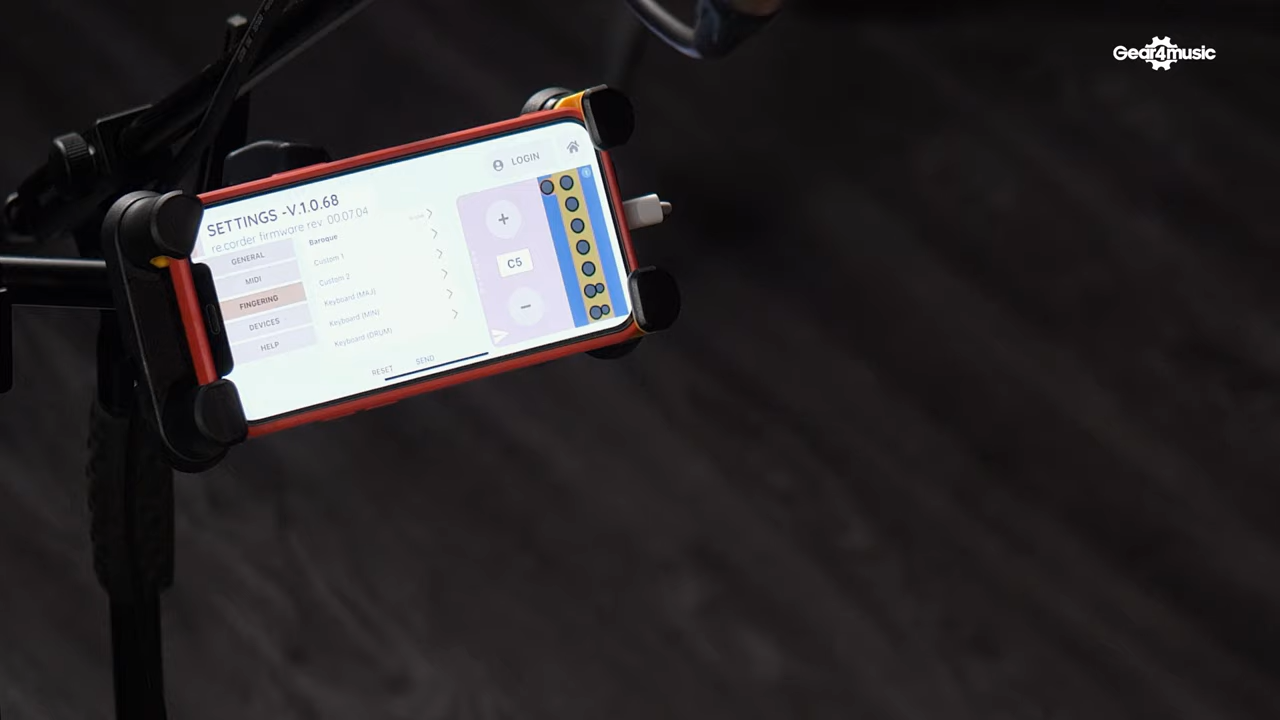 Gear4music
LOGIN
SETTINGS -V.1.0.68
re.corder firmware rev 00.07.04
GENERAL
MIDI
FINGERING
DEVICES
HELP
Baroque
Custom 1
Custom 2
Keyboard (MAJ)
Keyboard (MIN)
Keyboard (DRUM)
RESET
SEND
+
C5
−